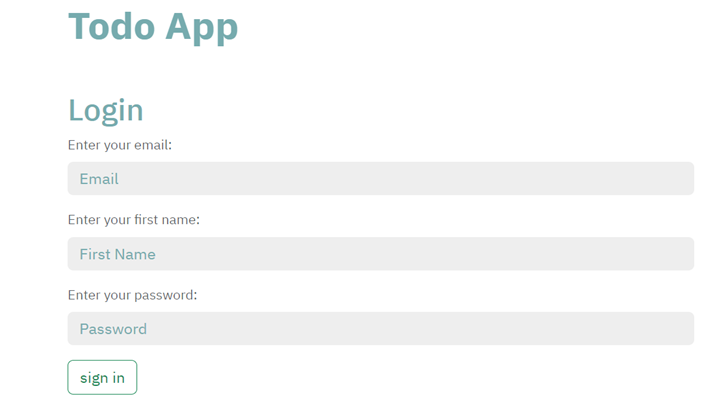 Todo App
Login
Enter your email:
Email
Enter your first name:
First Name
Enter your password:
Password
sign in